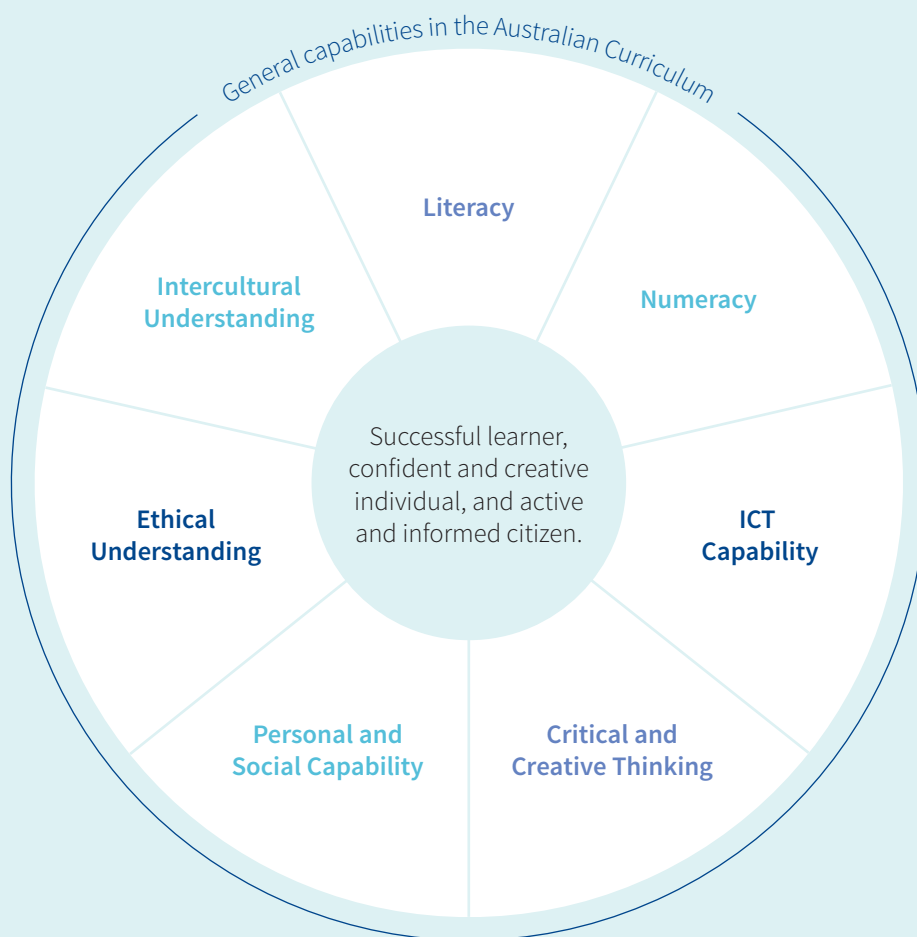 General capabilities in the Australian Curriculum
Literacy
Numeracy
ICT
Capability
Critical and
Creative Thinking
Personal and
Social Capability
Ethical
Understanding
Intercultural
Understanding
Successful learner,
confident and creative
individual, and active
and informed citizen.